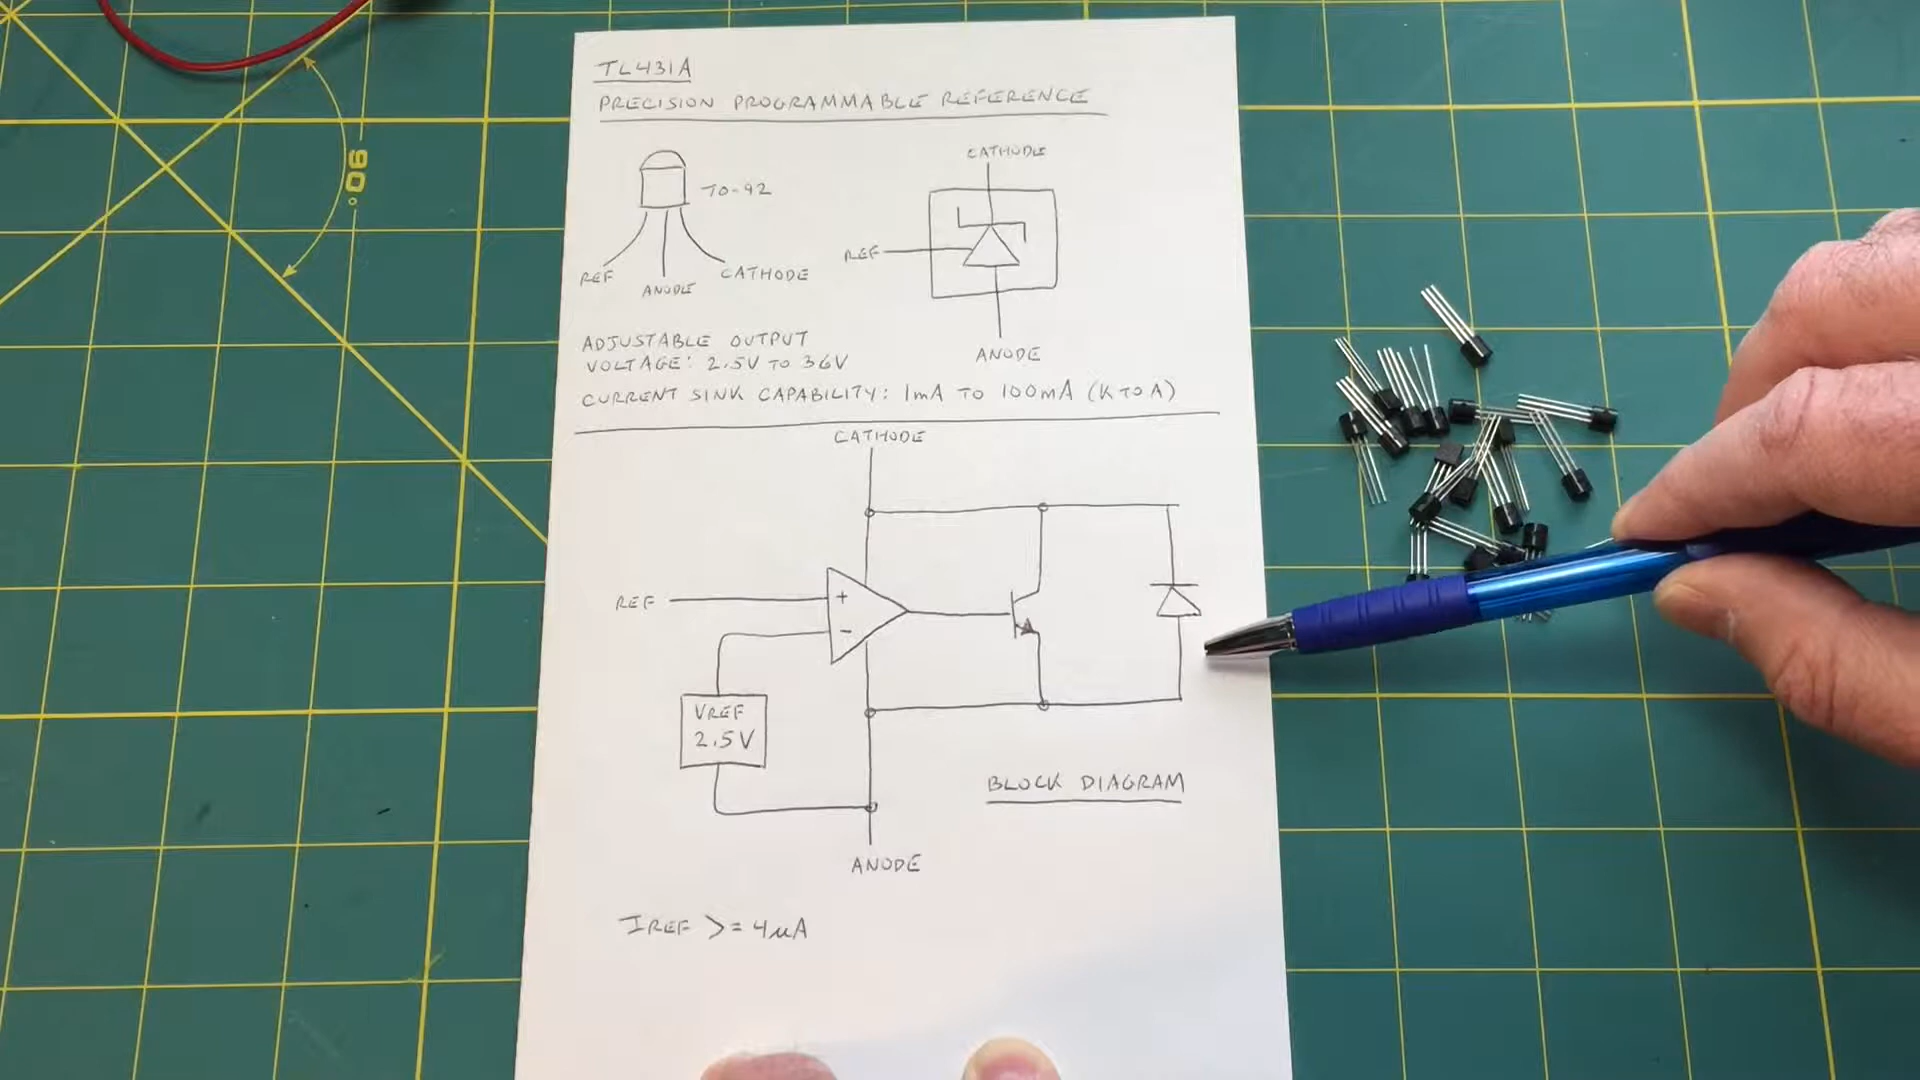 TL431A
PRECISION PROGRAMMABLE REFERENCE
CATHODE
TO-92
REF
REF
ANODE
CATHODE
ANODE
ADJUSTABLE OUTPUT
VOLTAGE: 2.5V TO 36V
CURRENT SINK CAPABILITY: 1mA TO 100mA (K TO A)
CATHODE
REF
+
-
VREF
2.5V
BLOCK DIAGRAM
ANODE
IREF >= 4μA
90°